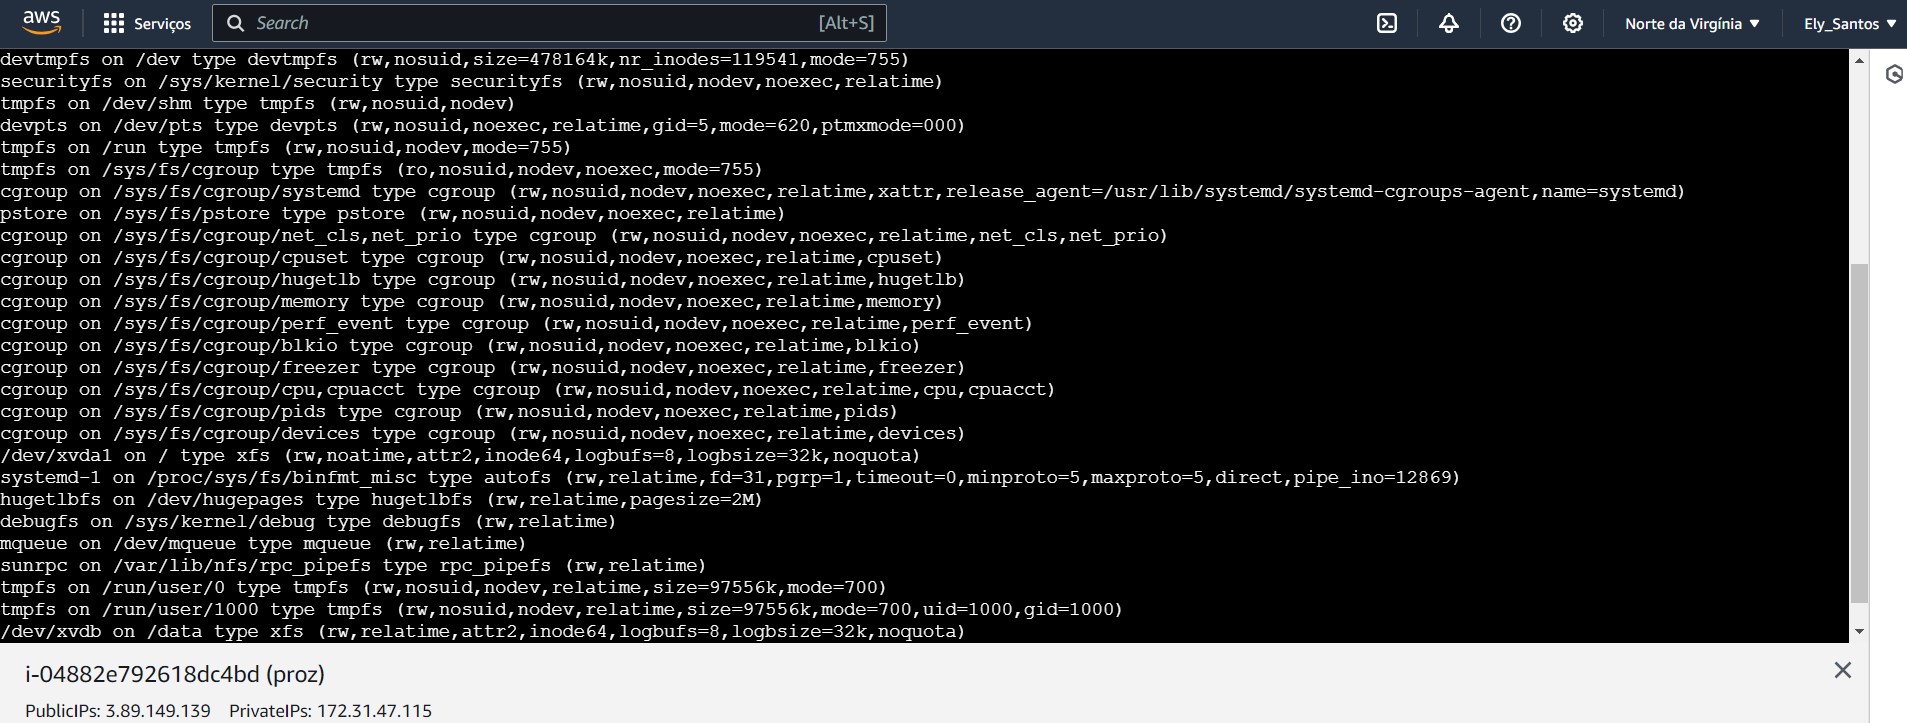 aws
Serviços
Search
[Alt+S]
Norte da Virgínia
Ely_Santos
devtmpfs on /dev type devtmpfs (rw,nosuid,size=478164k,nr_inodes=119541,mode=755)
securityfs on /sys/kernel/security type securityfs (rw,nosuid,nodev,noexec,relatime)
tmpfs on /dev/shm type tmpfs (rw,nosuid,nodev)
devpts on /dev/pts type devpts (rw,nosuid,noexec,relatime,gid=5,mode=620,ptmxmode=000)
tmpfs on /run type tmpfs (rw,nosuid,nodev,mode=755)
tmpfs on /sys/fs/cgroup type tmpfs (ro,nosuid,nodev,noexec,mode=755)
cgroup on /sys/fs/cgroup/systemd type cgroup (rw,nosuid,nodev,noexec,relatime,xattr,release_agent=/usr/lib/systemd/systemd-cgroups-agent,name=systemd)
pstore on /sys/fs/pstore type pstore (rw,nosuid,nodev,noexec,relatime)
cgroup on /sys/fs/cgroup/net_cls,net_prio type cgroup (rw,nosuid,nodev,noexec,relatime,net_cls,net_prio)
cgroup on /sys/fs/cgroup/cpuset type cgroup (rw,nosuid,nodev,noexec,relatime,cpuset)
cgroup on /sys/fs/cgroup/hugetlb type cgroup (rw,nosuid,nodev,noexec,relatime,hugetlb)
cgroup on /sys/fs/cgroup/memory type cgroup (rw,nosuid,nodev,noexec,relatime,memory)
cgroup on /sys/fs/cgroup/perf_event type cgroup (rw,nosuid,nodev,noexec,relatime,perf_event)
cgroup on /sys/fs/cgroup/blkio type cgroup (rw,nosuid,nodev,noexec,relatime,blkio)
cgroup on /sys/fs/cgroup/freezer type cgroup (rw,nosuid,nodev,noexec,relatime,freezer)
cgroup on /sys/fs/cgroup/cpu,cpuacct type cgroup (rw,nosuid,nodev,noexec,relatime,cpu,cpuacct)
cgroup on /sys/fs/cgroup/pids type cgroup (rw,nosuid,nodev,noexec,relatime,pids)
cgroup on /sys/fs/cgroup/devices type cgroup (rw,nosuid,nodev,noexec,relatime,devices)
/dev/xvda1 on / type xfs (rw,noatime,attr2,inode64,logbufs=8,logbsize=32k,noquota)
systemd-1 on /proc/sys/fs/binfmt_misc type autofs (rw,relatime,fd=31,pgrp=1,timeout=0,minproto=5,maxproto=5,direct,pipe_ino=12869)
hugetlbfs on /dev/hugepages type hugetlbfs (rw,relatime,pagesize=2M)
debugfs on /sys/kernel/debug type debugfs (rw,relatime)
mqueue on /dev/mqueue type mqueue (rw,relatime)
sunrpc on /var/lib/nfs/rpc_pipefs type rpc_pipefs (rw,relatime)
tmpfs on /run/user/0 type tmpfs (rw,nosuid,nodev,relatime,size=97556k,mode=700)
tmpfs on /run/user/1000 type tmpfs (rw,nosuid,nodev,relatime,size=97556k,mode=700,uid=1000,gid=1000)
/dev/xvdb on /data type xfs (rw,relatime,attr2,inode64,logbufs=8,logbsize=32k,noquota)
i-04882e792618dc4bd (proz)
PublicIPs: 3.89.149.139 PrivateIPs: 172.31.47.115